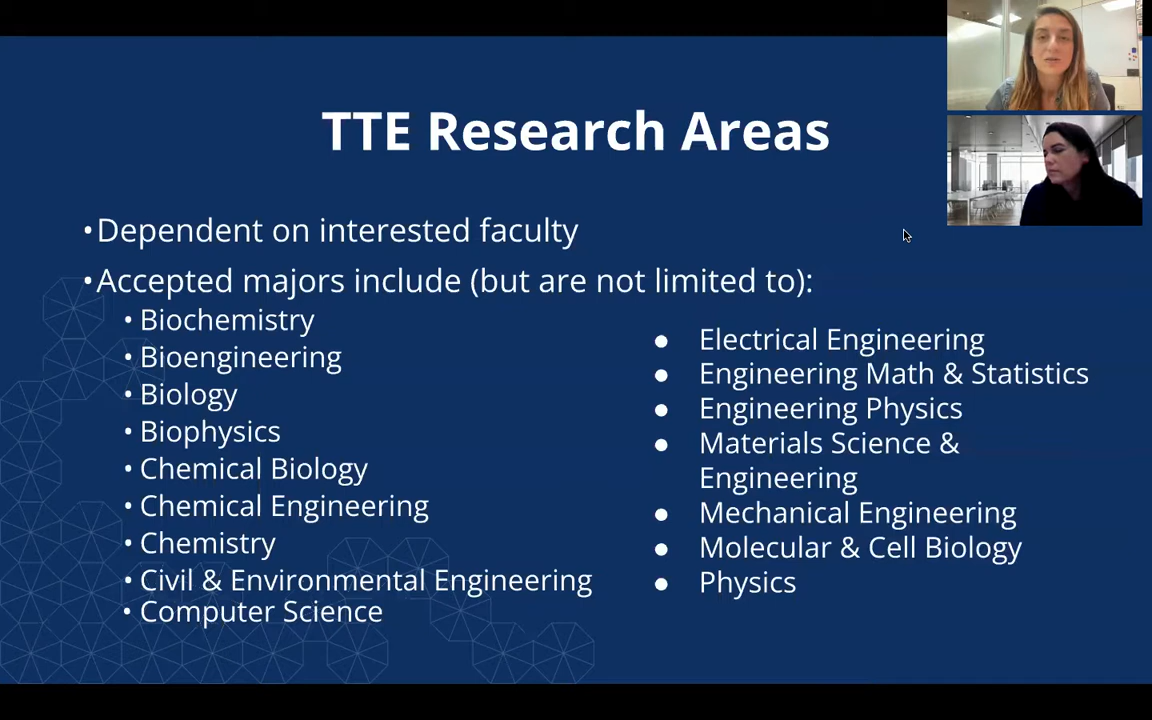 TTE Research Areas
•Dependent on interested faculty
•Accepted majors include (but are not limited to):
• Biochemistry
• Bioengineering
• Biology
• Biophysics
• Chemical Biology
• Chemical Engineering
• Chemistry
• Civil & Environmental Engineering
• Computer Science
● Electrical Engineering
● Engineering Math & Statistics
● Engineering Physics
● Materials Science &
Engineering
● Mechanical Engineering
● Molecular & Cell Biology
● Physics